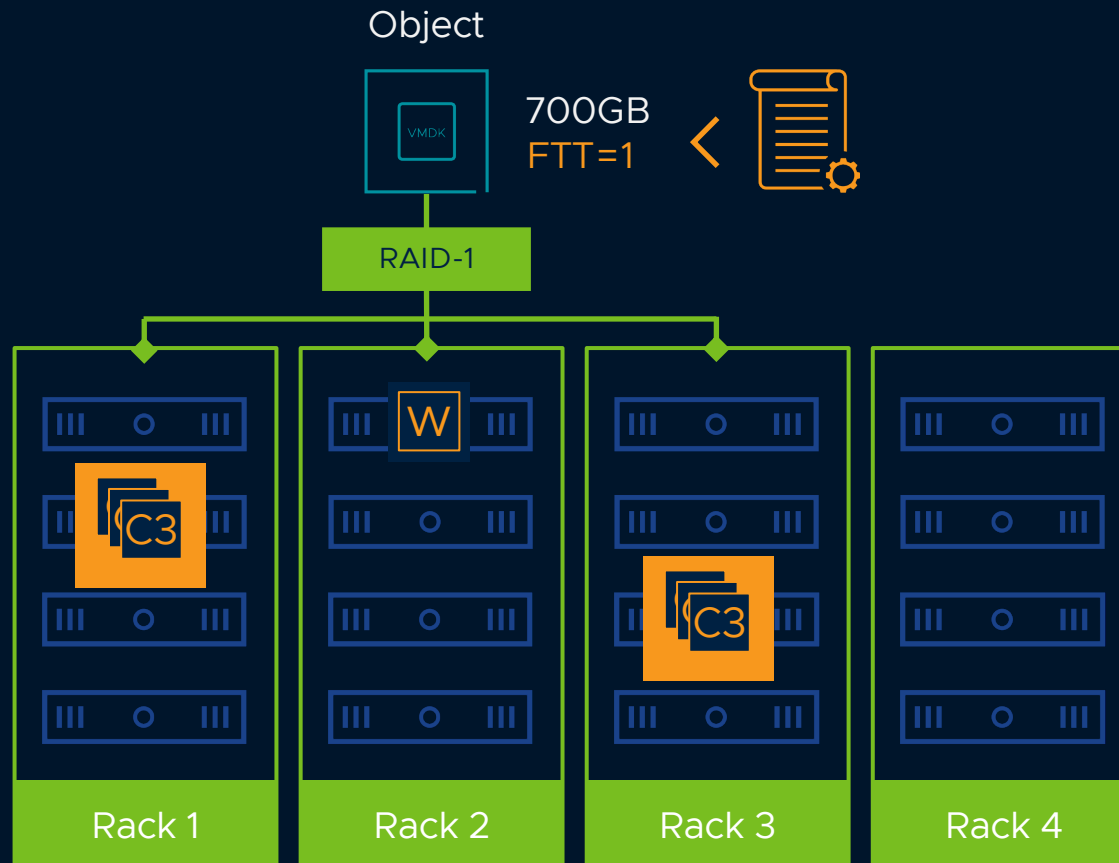 Object
VMDK
700GB
FTT=1
RAID-1
W
C3
C3
Rack 1
Rack 2
Rack 3
Rack 4